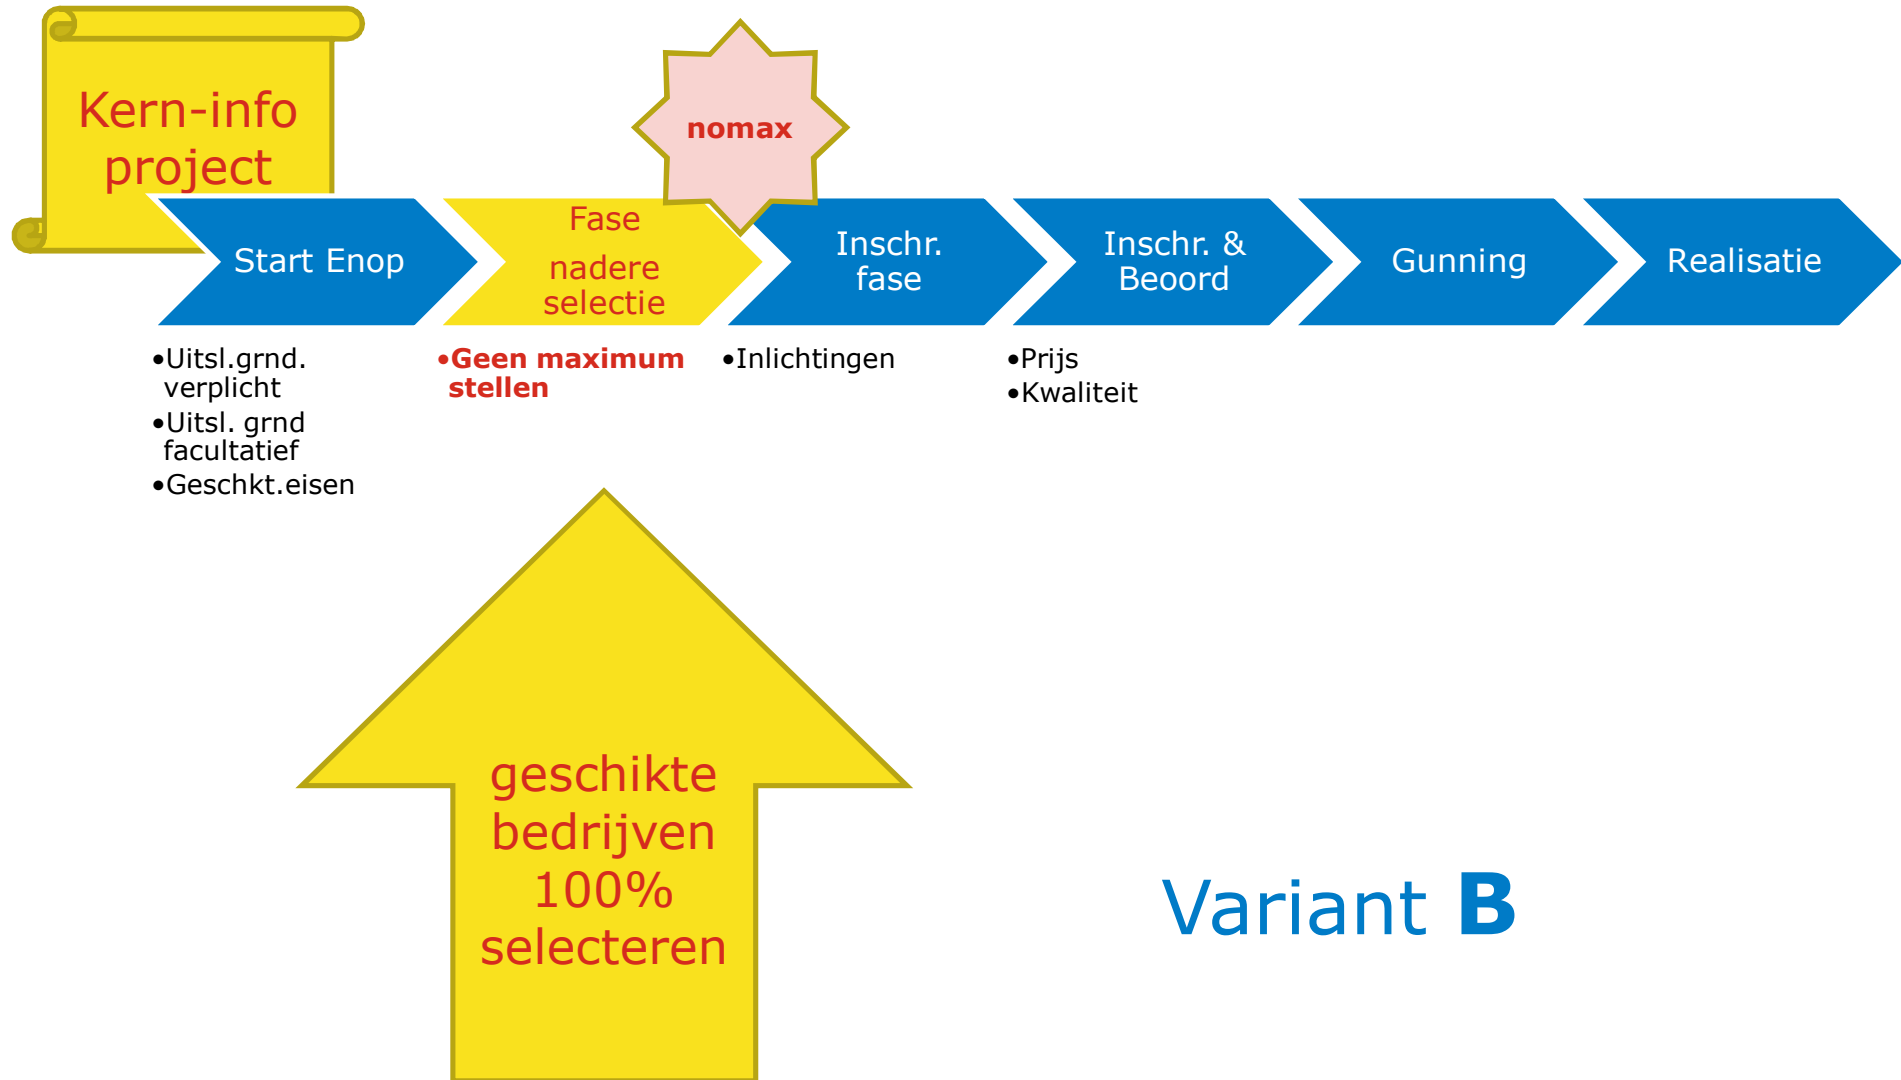 Kern-info
project
nomax
Start Enop
Fase
nadere
selectie
Inschr.
fase
Inschr. &
Beoord
Gunning
Realisatie
•Uitsl.grnd.
verplicht
•Uitsl. grnd
facultatief
•Geschkt.eisen
•Geen maximum
stellen
•Inlichtingen
•Prijs
•Kwaliteit
geschikte
bedrijven
100%
selecteren
Variant B